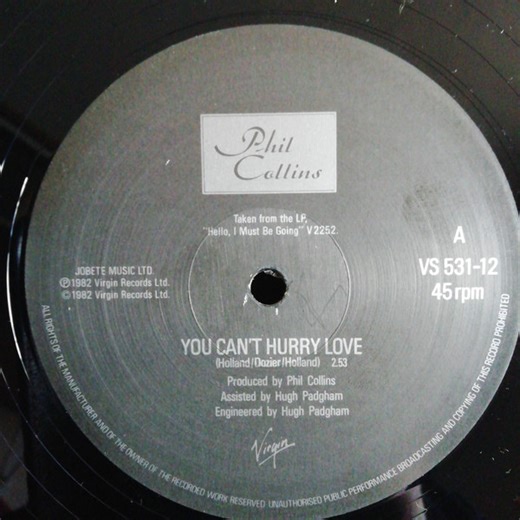 Phil
Collins
Taken from the LP,
"Hello, I Must Be Going" V 2252.
A
VS 531-12
45 rpm
JOBETE MUSIC LTD.
Ⓟ1982 Virgin Records Ltd.
©1982 Virgin Records Ltd.
YOU CAN'T HURRY LOVE
(Holland/Dozier/Holland) 2.53
Produced by Phil Collins
Assisted by Hugh Padgham
Engineered by Hugh Padgham
Virgin
ALL RIGHTS OF THE MANUFACTURER AND OF THE OWNER OF THE RECORDED WORK RESERVED UNAUTHORISED PUBLIC PERFORMANCE BROADCASTING AND COPYING OF THIS RECORD PROHIBITED